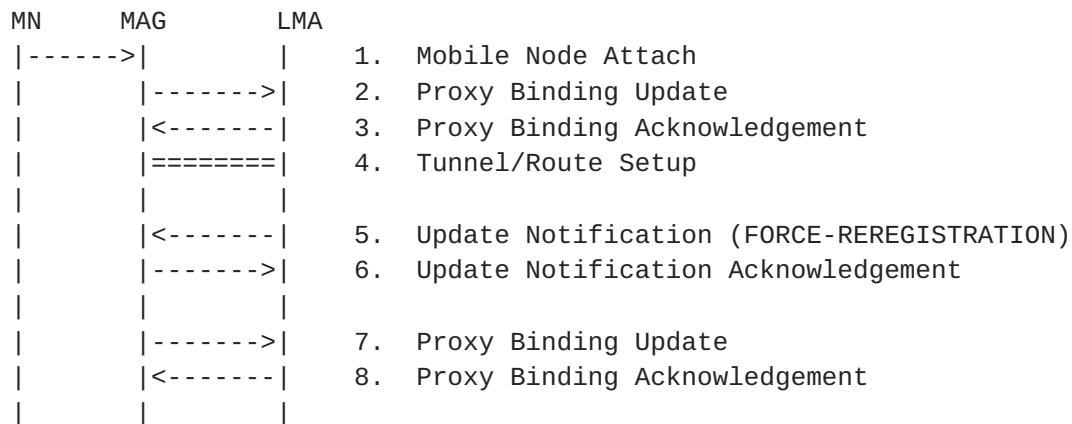 MN      MAG        LMA
|------>|        |    1.  Mobile Node Attach
|       |------->|    2.  Proxy Binding Update
|       |<-------|    3.  Proxy Binding Acknowledgement
|       |========|    4.  Tunnel/Route Setup
|       |        |
|       |<-------|    5.  Update Notification (FORCE-REREGISTRATION)
|       |------->|    6.  Update Notification Acknowledgement
|       |        |
|       |------->|    7.  Proxy Binding Update
|       |<-------|    8.  Proxy Binding Acknowledgement
|       |        |